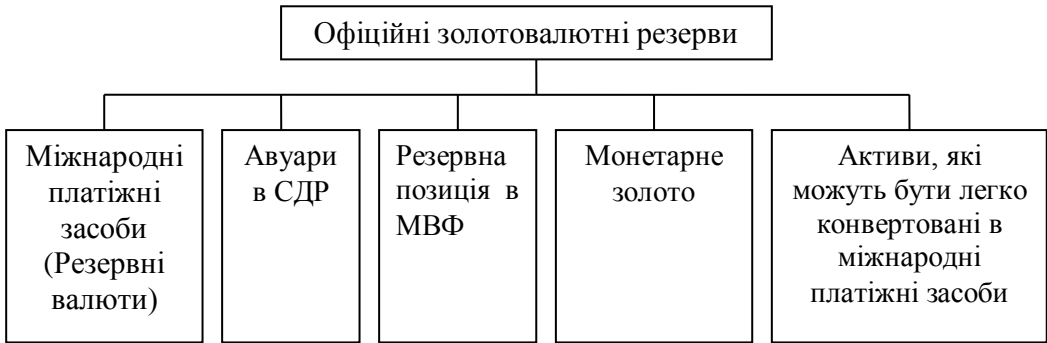 Офіційні золотовалютні резерви
Міжнародні
платіжні
засоби
(Резервні
валюти)
Авуари
в СДР
Резервна
позиція в
МВФ
Монетарне
золото
Активи, які
можуть бути легко
конвертовані в
міжнародні
платіжні засоби